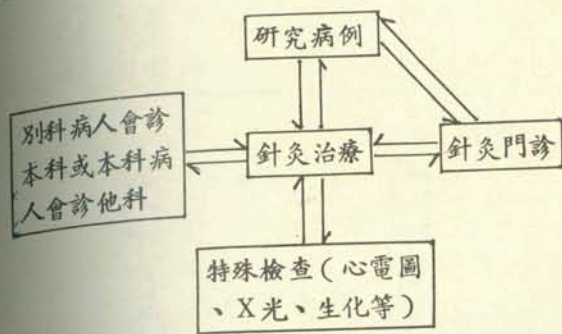 研究病例
別科病人會診
本科或本科病
人會診他科
針灸治療
針灸門診
特殊檢查（心電圖
、X光、生化等）